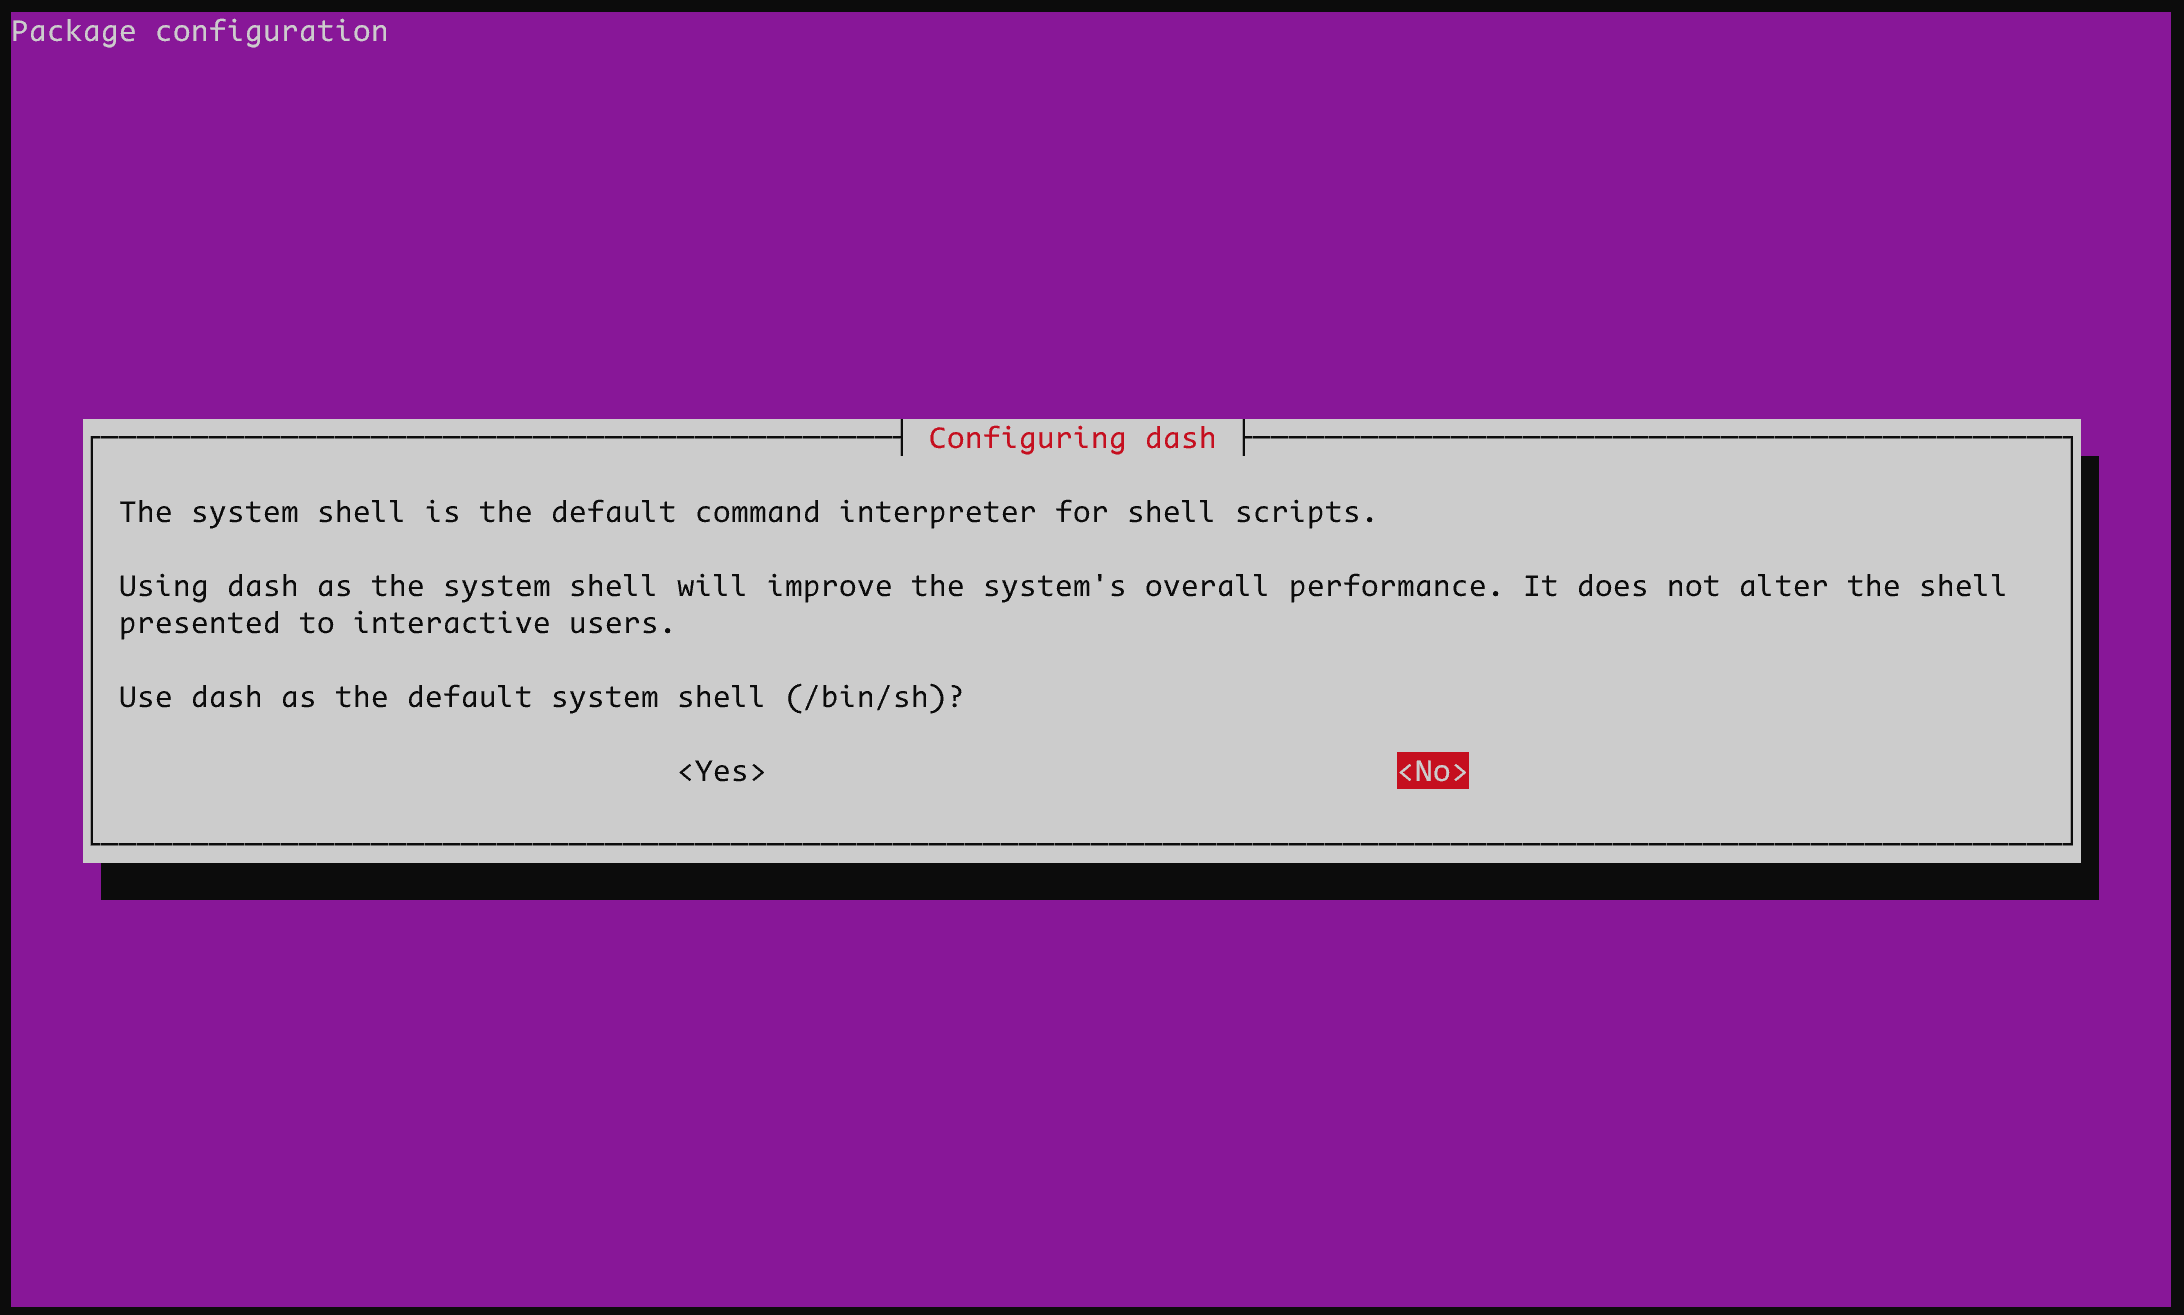 Package configuration
Configuring dash
The system shell is the default command interpreter for shell scripts.
Using dash as the system shell will improve the system's overall performance. It does not alter the shell
presented to interactive users.
Use dash as the default system shell (/bin/sh)?
<Yes> <No>